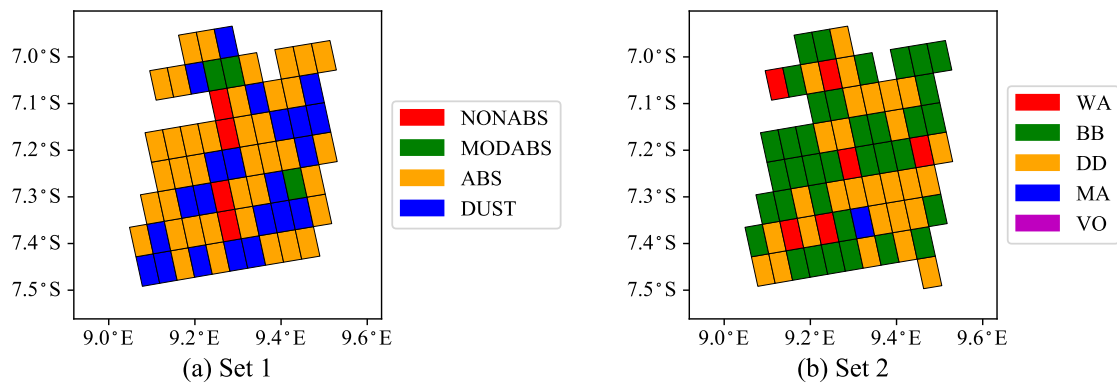 7.0°S
7.1°S
7.2°S
7.3°S
7.4°S
7.5°S
9.0°E 9.2°E 9.4°E 9.6°E
NONABS
MODABS
ABS
DUST
(a) Set 1
7.0°S
7.1°S
7.2°S
7.3°S
7.4°S
7.5°S
9.0°E 9.2°E 9.4°E 9.6°E
WA
BB
DD
MA
VO
(b) Set 2